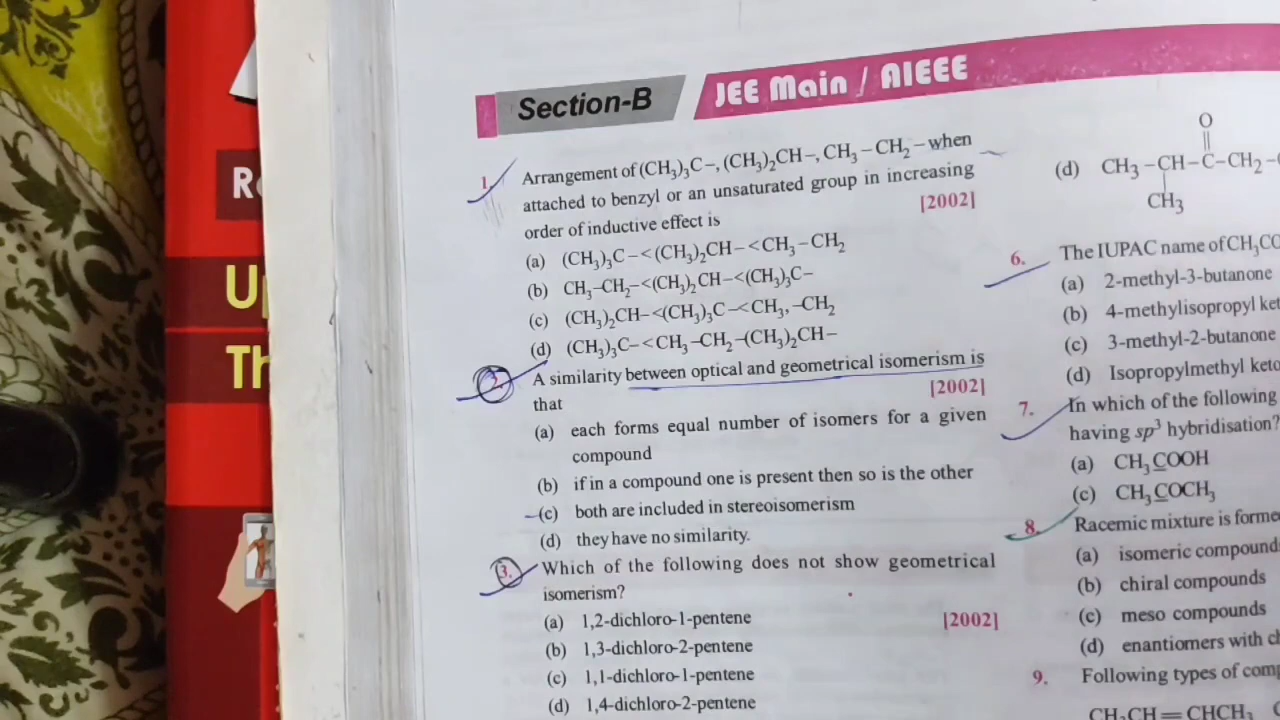 Section-B
JEE Main / AIEEE
1. Arrangement of (CH₃)₃C–, (CH₃)₂CH–, CH₃–CH₂– when
attached to benzyl or an unsaturated group in increasing
order of inductive effect is [2002]
(a) (CH₃)₃C–<(CH₃)₂CH–<CH₃–CH₂
(b) CH₃–CH₂–<(CH₃)₂CH–<(CH₃)₃C–
(c) (CH₃)₂CH–<(CH₃)₃C–<CH₃,–CH₂
(d) (CH₃)₃C–<CH₃–CH₂–(CH₃)₂CH–
2. A similarity between optical and geometrical isomerism is
that [2002]
(a) each forms equal number of isomers for a given
compound
(b) if in a compound one is present then so is the other
(c) both are included in stereoisomerism
(d) they have no similarity.
3. Which of the following does not show geometrical
isomerism?
(a) 1,2-dichloro-1-pentene [2002]
(b) 1,3-dichloro-2-pentene
(c) 1,1-dichloro-1-pentene
(d) 1,4-dichloro-2-pentene
O
(d) CH₃–CH–C–CH₂–
CH₃
6. The IUPAC name of CH₃CO
(a) 2-methyl-3-butanone
(b) 4-methylisopropyl
(c) 3-methyl-2-butanone
(d) Isopropylmethyl
7. In which of the following
having sp³ hybridisation?
(a) CH₃COOH
(c) CH₃COCH₃
8. Racemic mixture is
(a) isomeric
(b) chiral compounds
(c) meso compounds
(d) enantiomers with
9. Following types of
CH₃CH=CHCH₃